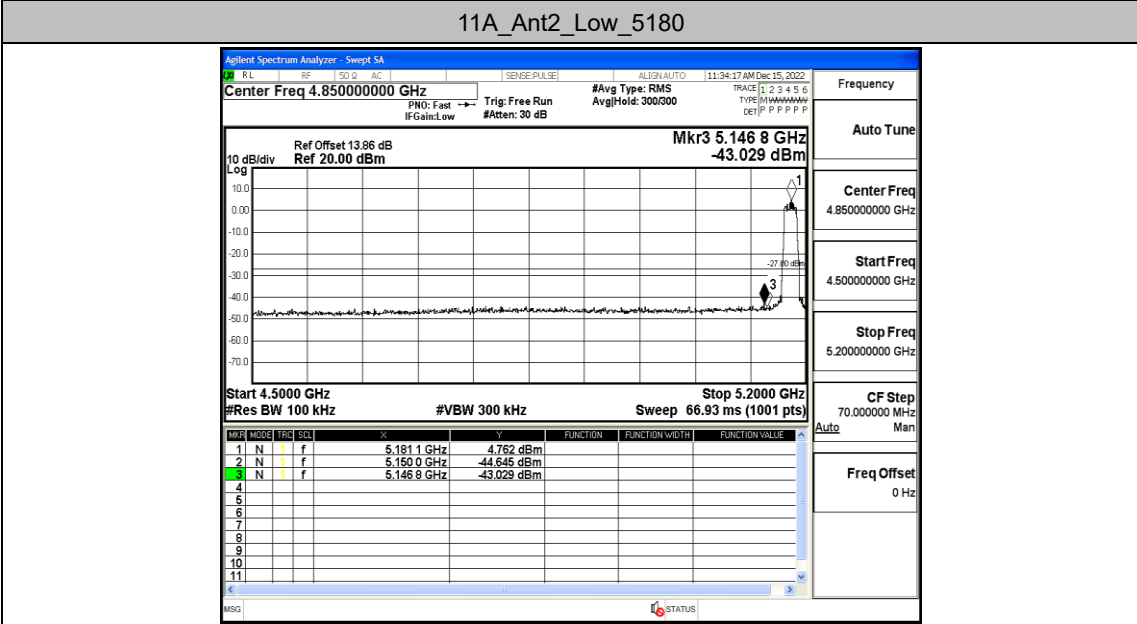 11A_Ant2_Low_5180
Agilent Spectrum Analyzer - Swept SA
LXI RL RF 50 Ω AC SENSE:PULSE ALIGN AUTO 11:34:17 AM Dec 15, 2022
Center Freq 4.850000000 GHz
PNO: Fast
IFGain:Low
Trig: Free Run
#Atten: 30 dB
#Avg Type: RMS
Avg|Hold: 300/300
TRACE 1 2 3 4 5 6
TYPE M WWWWW
DET P P P P P P
Frequency
Auto Tune
Center Freq
4.850000000 GHz
Start Freq
4.500000000 GHz
Stop Freq
5.200000000 GHz
CF Step
70.000000 MHz
Auto Man
Freq Offset
0 Hz
Mkr3 5.146 8 GHz
-43.029 dBm
Ref Offset 13.86 dB
10 dB/div Ref 20.00 dBm
Log
10.0
0.00
-10.0
-20.0
-30.0
-40.0
-50.0
-60.0
-70.0
1
-27.00 dBm
3
Start 4.5000 GHz Stop 5.2000 GHz
#Res BW 100 kHz #VBW 300 kHz Sweep 66.93 ms (1001 pts)
MKR MODE TRC SCL X Y FUNCTION FUNCTION WIDTH FUNCTION VALUE
1 N 1 f 5.181 1 GHz 4.762 dBm
2 N 1 f 5.150 0 GHz -44.645 dBm
3 N 1 f 5.146 8 GHz -43.029 dBm
4
5
6
7
8
9
10
11
MSG STATUS